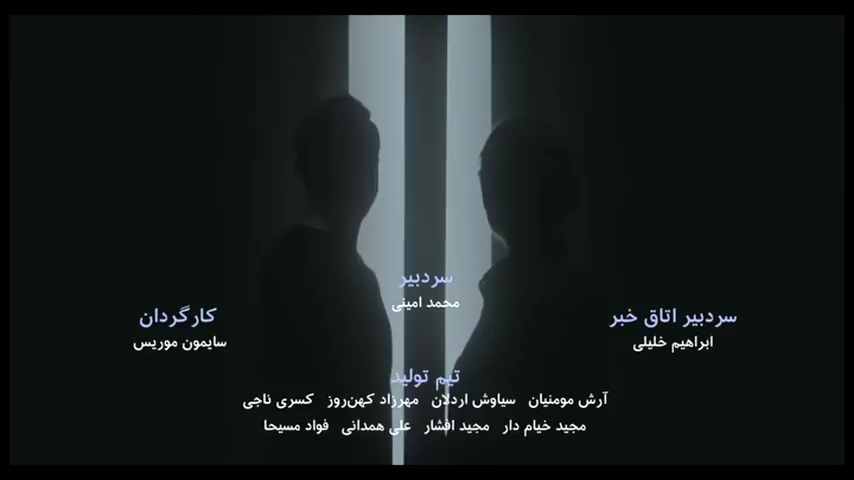 سردبیر
محمد امینی
سردبیر اتاق خبر
ابراهیم خلیلی
کارگردان
سایمون موریس
تیم تولید
آرش مومنیان سیاوش اردلان مهرزاد کهن‌روز کسری ناجی
مجید خیام دار مجید افشار علی همدانی فواد مسیحا